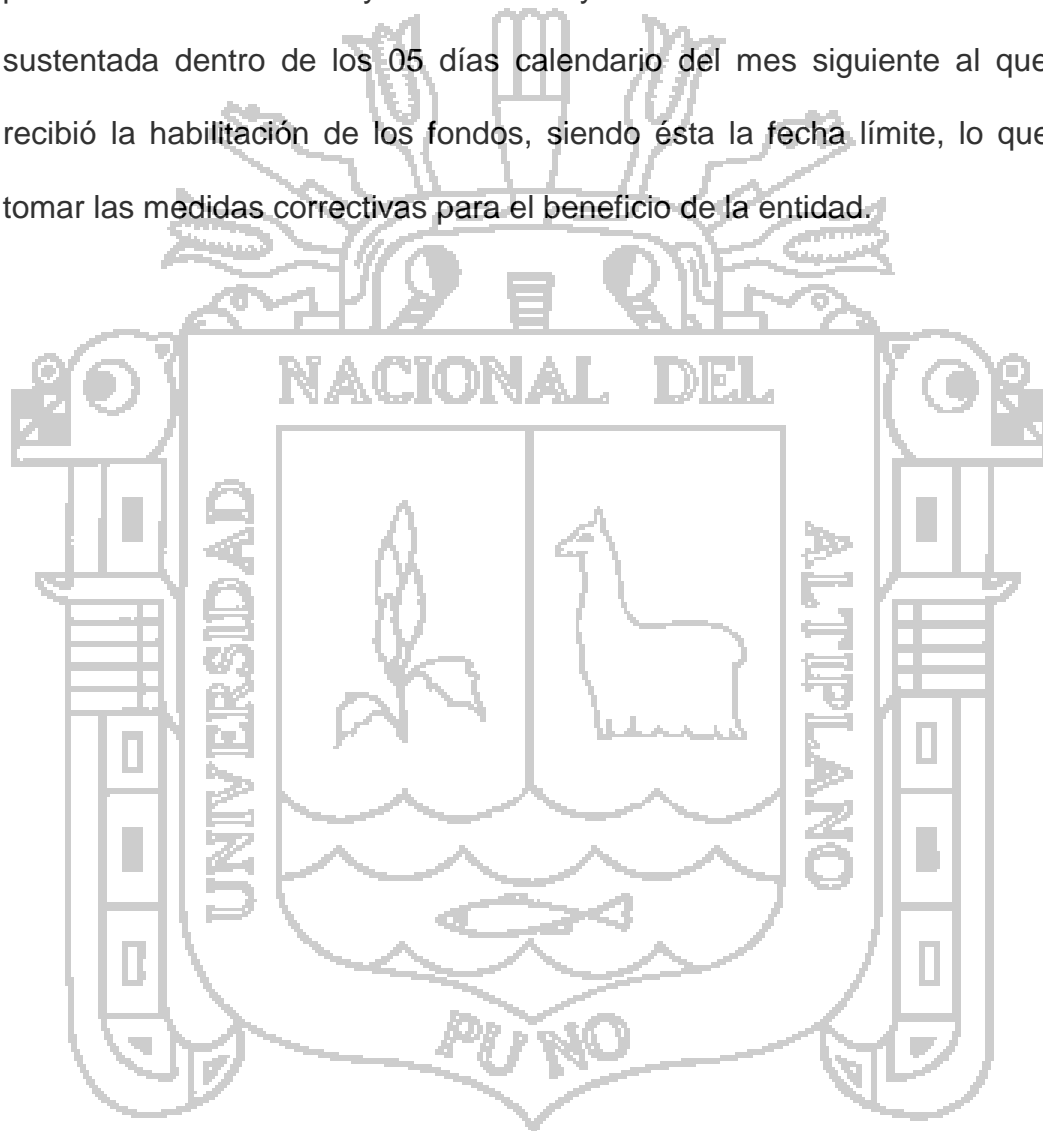 sustentada dentro de los 05 días calendario del mes siguiente al que
recibió la habilitación de los fondos, siendo ésta la fecha límite, lo que
tomar las medidas correctivas para el beneficio de la entidad.
NACIONAL DEL
UNIVERSIDAD
ALTIPLANO
PUNO